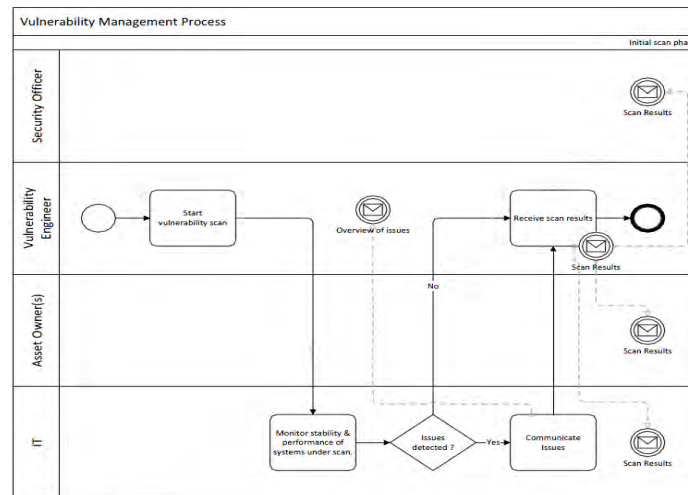 Vulnerability Management Process
Initial scan pha
Security Officer
Scan Results
Vulnerability
Engineer
Start
vulnerability scan
Overview of issues
Receive scan results
Scan Results
No
Asset Owner(s)
Scan Results
IT
Monitor stability &
performance of
systems under scan.
Issues
detected ?
Yes
Communicate
Issues
Scan Results